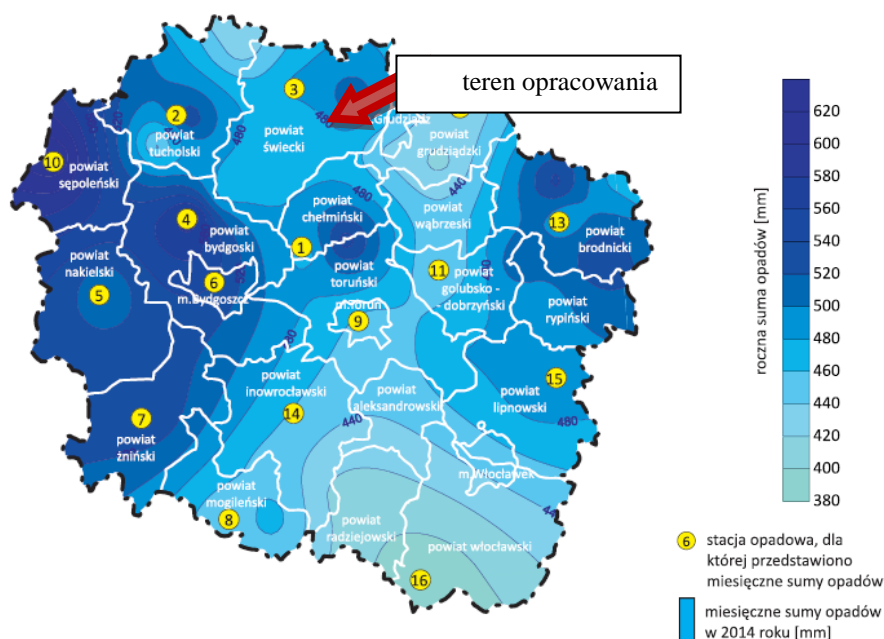 teren opracowania
3
2
powiat
tucholski
480
powiat
świecki
480
Grudziądz
powiat
grudziądzki
10
powiat
sępoleński
440
4
powiat
bydgoski
powiat
chełmiński
480
powiat
wąbrzeski
13
powiat
brodnicki
1
powiat
nakielski
5
6
m.Bydgoszcz
powiat
toruński
11
powiat
golubsko -
- dobrzyński
m.Toruń
9
powiat
rypiński
powiat
inowrocławski
14
powiat
aleksandrowski
440
15
powiat
lipnowski
480
7
powiat
żniński
m.Włocławek
powiat
mogileński
8
powiat
radziejowski
powiat włocławski
16
roczna suma opadów [mm]
620
600
580
560
540
520
500
480
460
440
420
400
380
6
stacja opadowa, dla
której przedstawiono
miesięczne sumy opadów
miesięczne sumy opadów
w 2014 roku [mm]